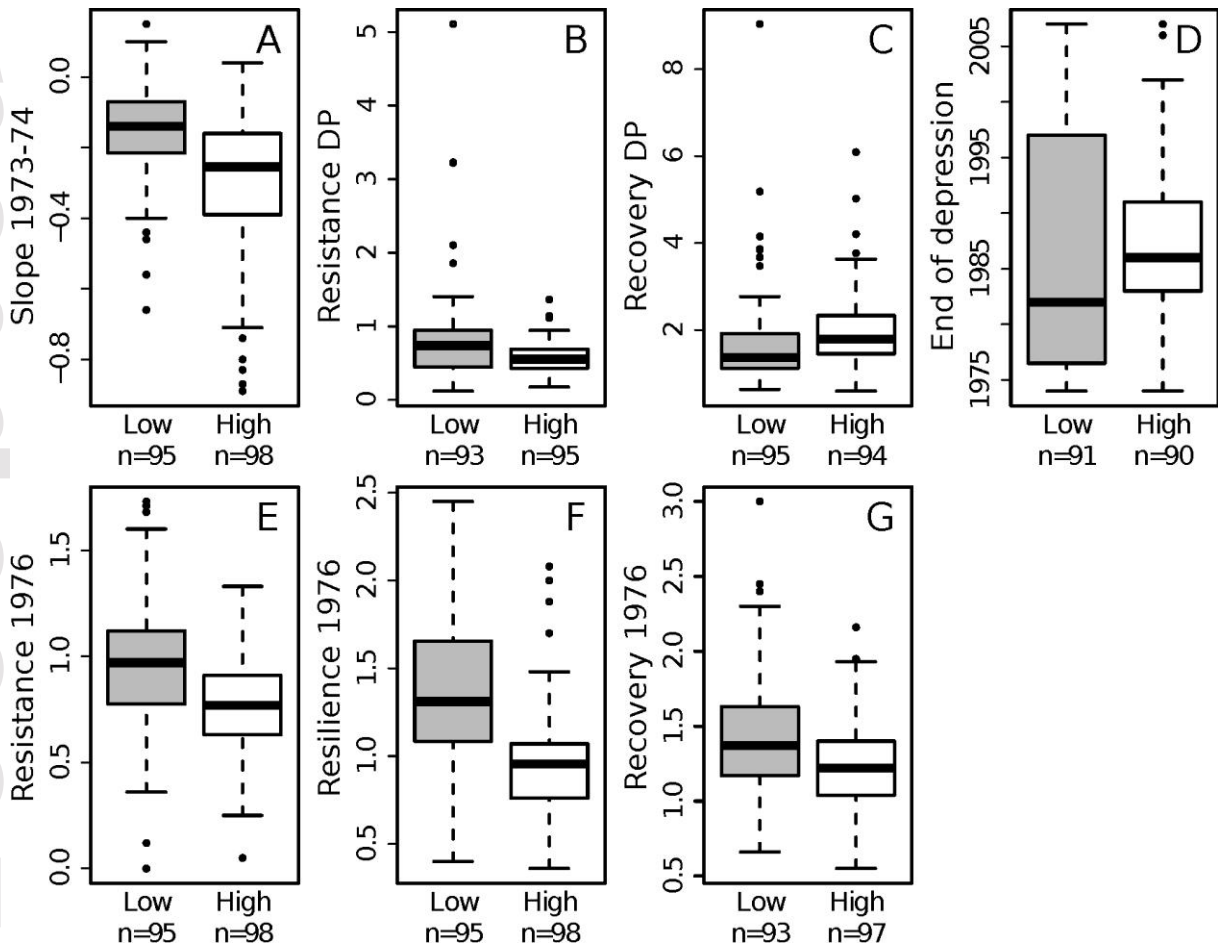 A
Slope 1973-74
0.0
−0.4
−0.8
Low
n=95
High
n=98
B
Resistance DP
5
4
3
2
1
0
Low
n=93
High
n=95
C
Recovery DP
8
6
4
2
Low
n=95
High
n=94
D
End of depression
2005
1995
1985
1975
Low
n=91
High
n=90
E
Resistance 1976
1.5
1.0
0.5
0.0
Low
n=95
High
n=98
F
Resilience 1976
2.5
2.0
1.5
1.0
0.5
Low
n=95
High
n=98
G
Recovery 1976
3.0
2.5
2.0
1.5
1.0
0.5
Low
n=93
High
n=97